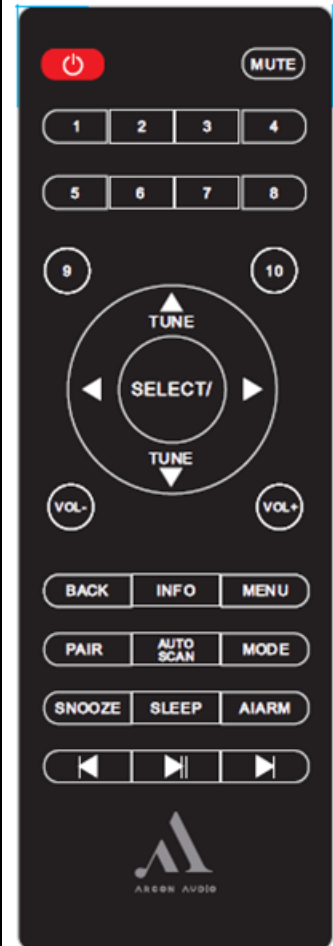 MUTE
1 2 3 4
5 6 7 8
9 10
TUNE
SELECT/
TUNE
VOL- VOL+
BACK INFO MENU
PAIR AUTO SCAN MODE
SNOOZE SLEEP AIARM
ARGON AUDIO